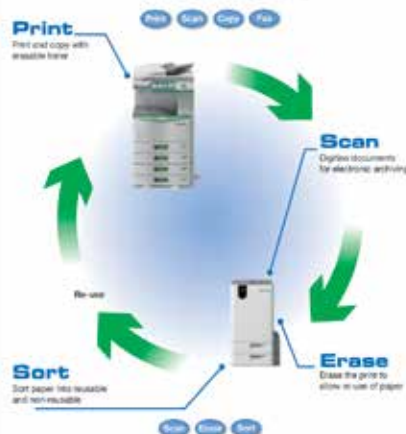 Print Scan Copy Fax
Print
Print and copy with
erasable toner
Scan
Digitise documents
for electronic archiving
Re-use
Erase
Erase the print to
allow re-use of paper
Sort
Sort paper into reusable
and non-reusable
Scan Erase Sort